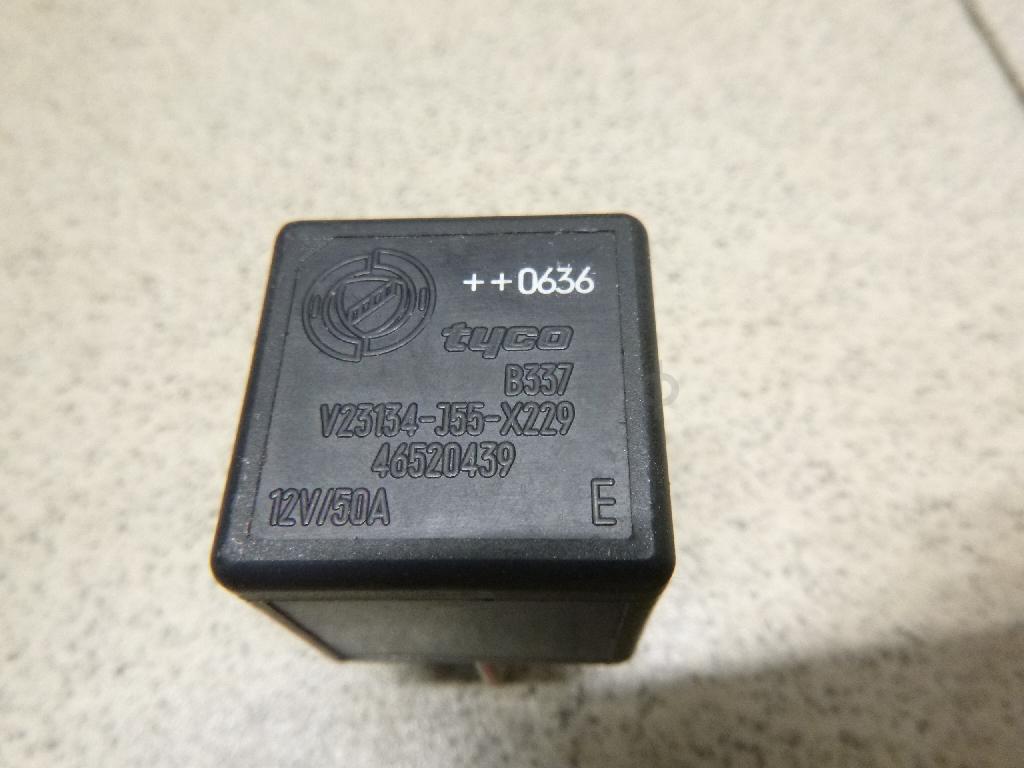 ++0636
tyco
B337
V23134-J55-X229
46520439
12V/50A E